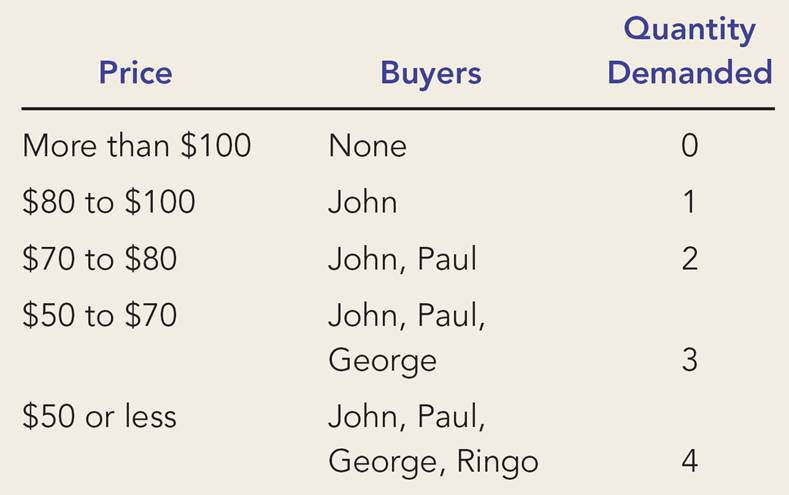 Price Buyers Quantity Demanded
More than $100 None 0
$80 to $100 John 1
$70 to $80 John, Paul 2
$50 to $70 John, Paul,
George 3
$50 or less John, Paul,
George, Ringo 4